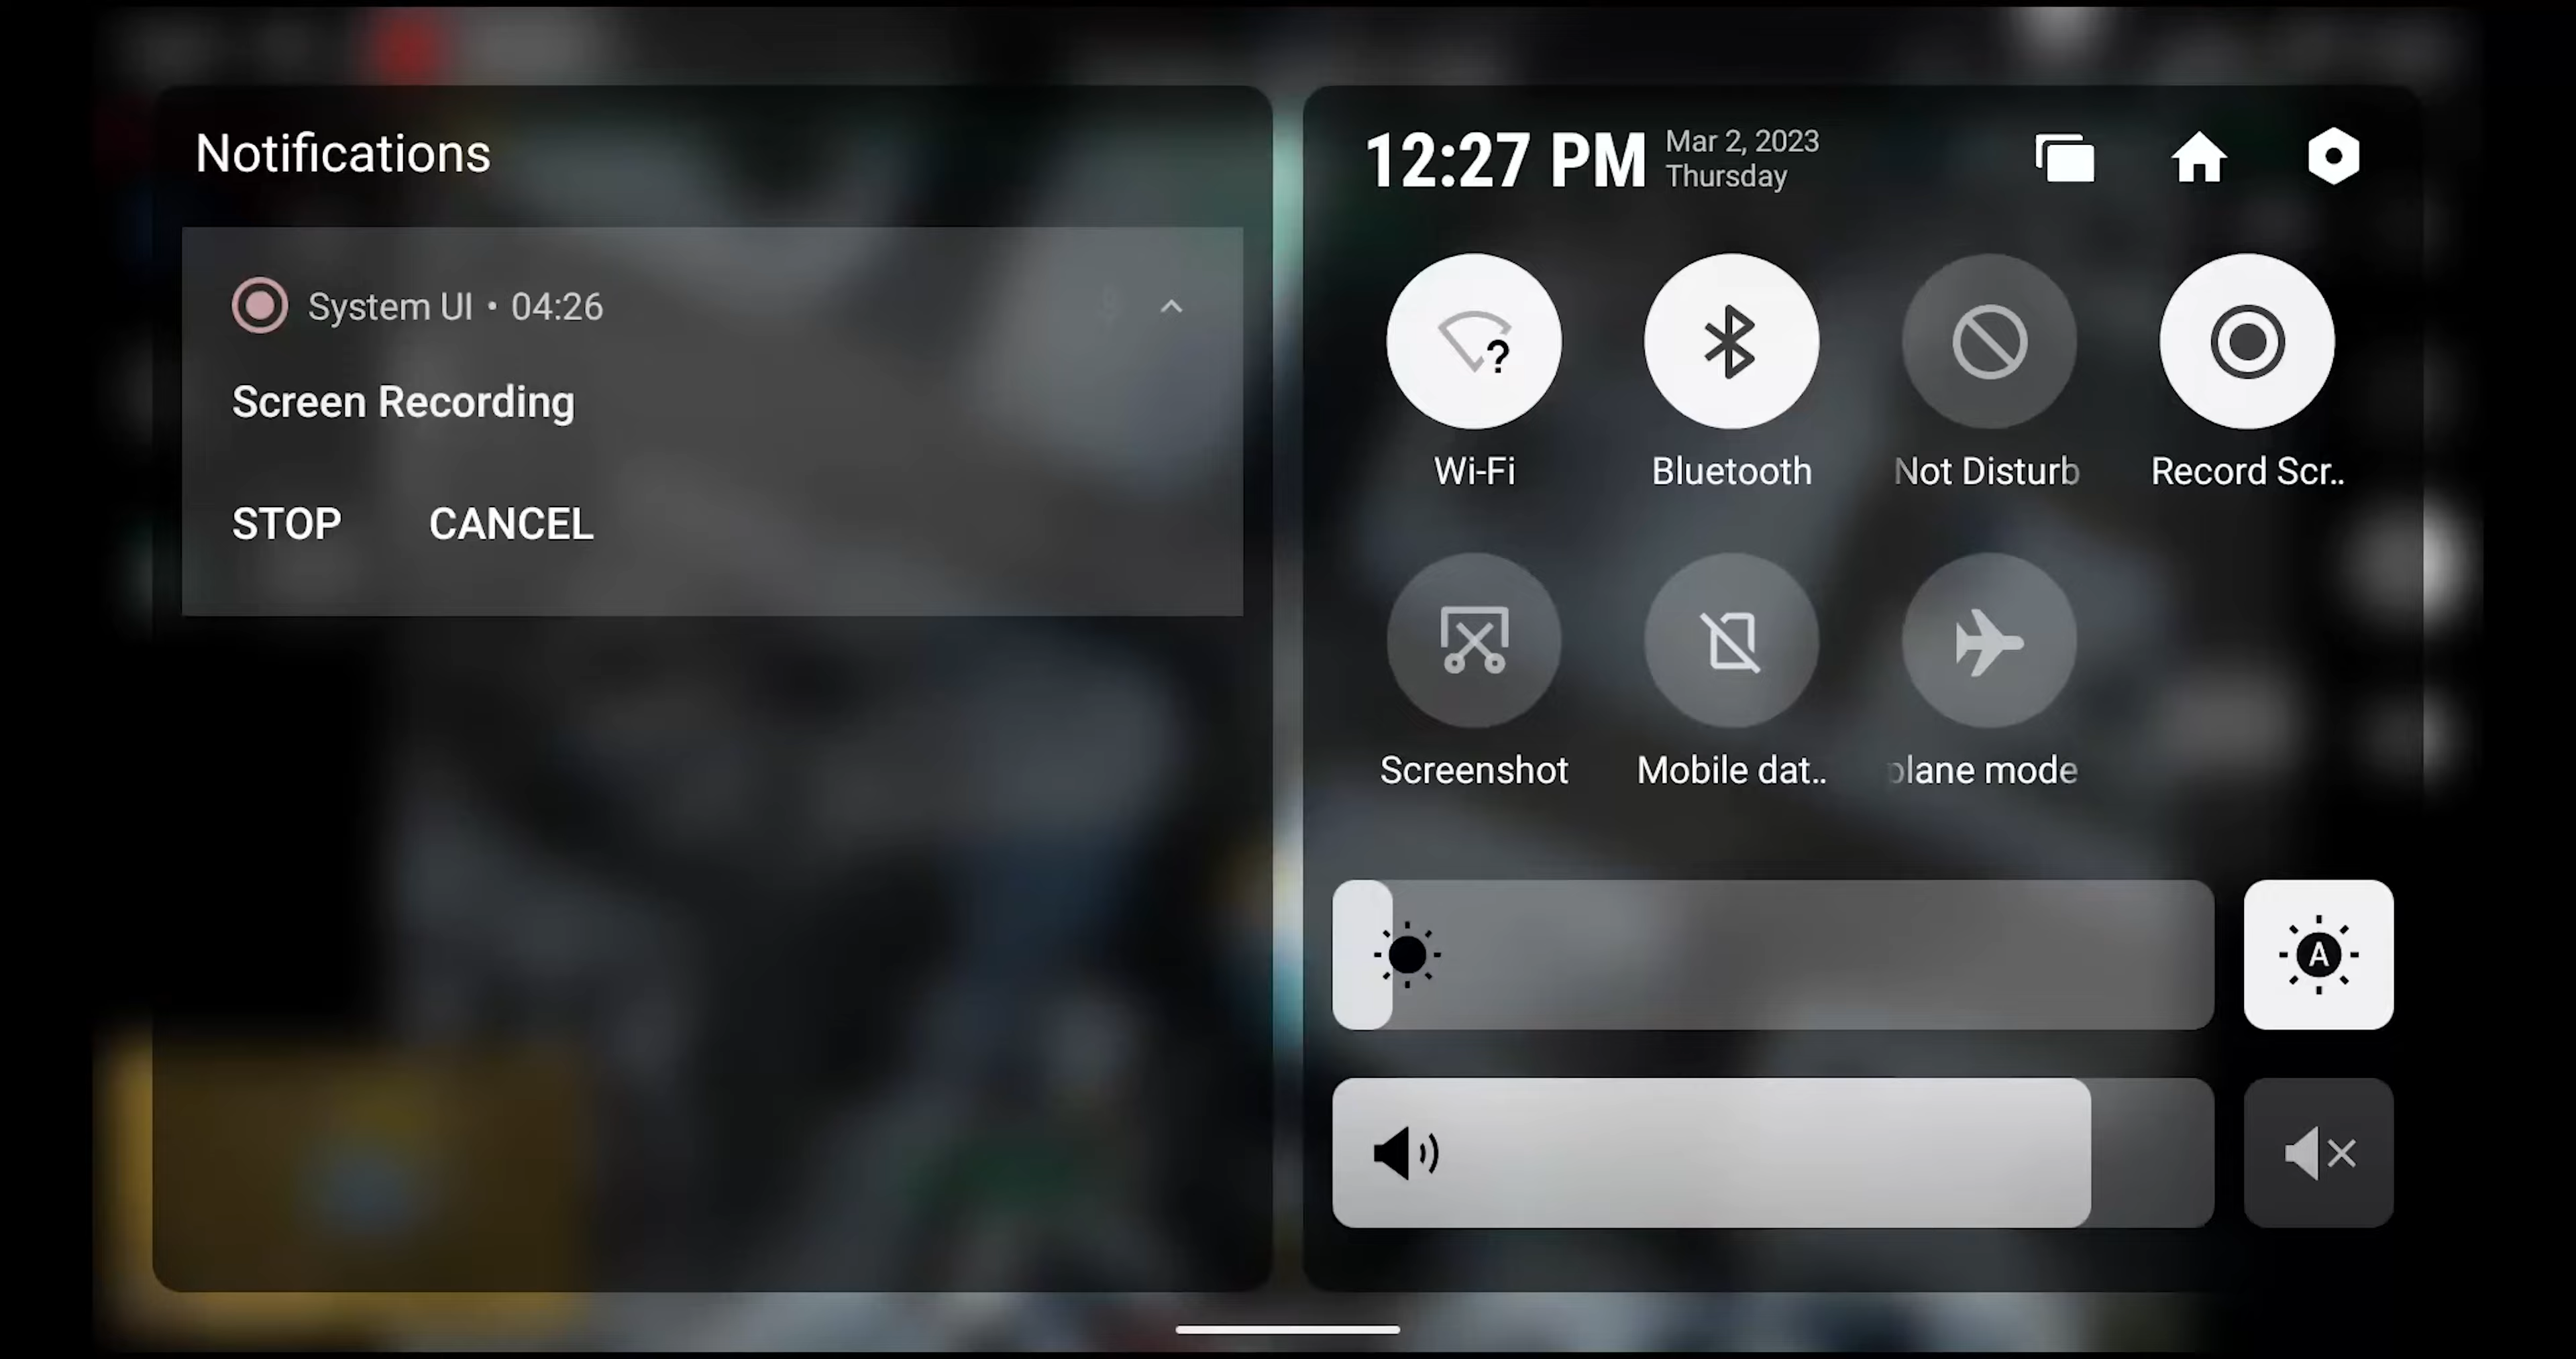 Notifications
System UI • 04:26
Screen Recording
STOP CANCEL
12:27 PM
Mar 2, 2023
Thursday
?
Wi-Fi
Bluetooth
Not Disturb
Record Scr..
Screenshot
Mobile dat..
plane mode
A